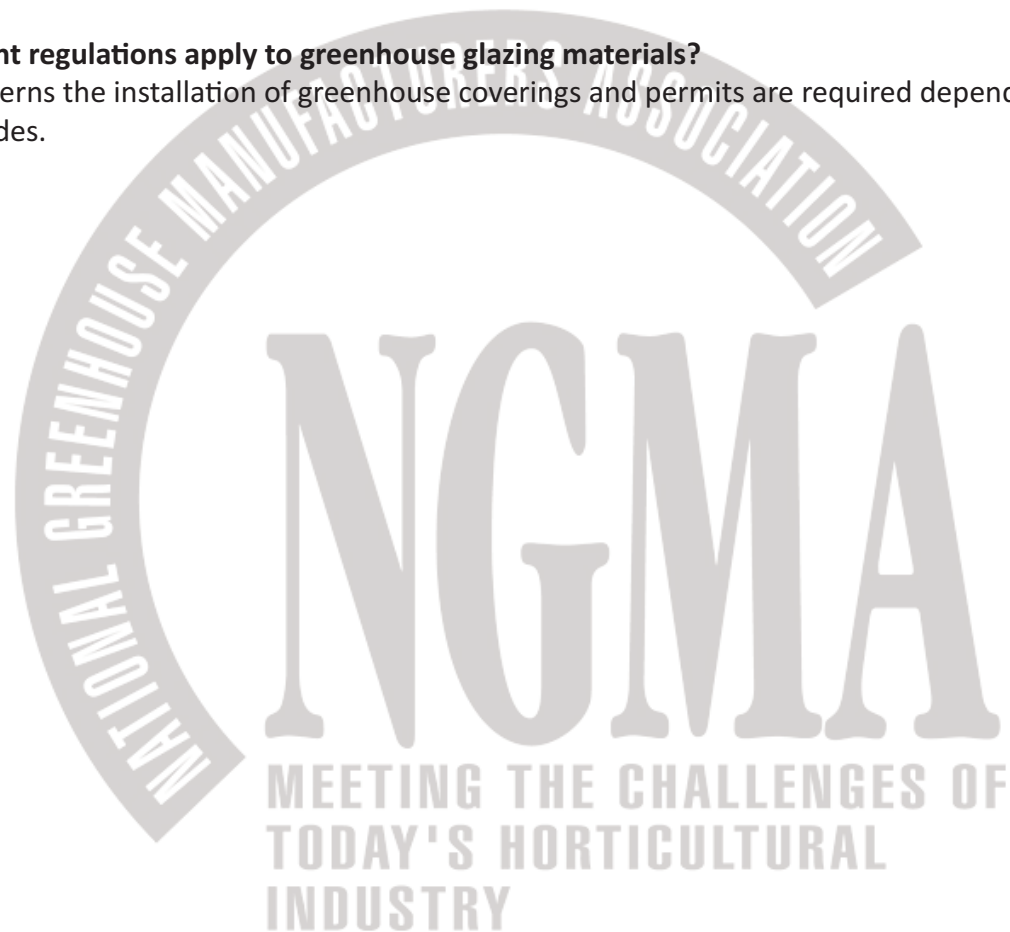 nt regulations apply to greenhouse glazing materials?
erns the installation of greenhouse coverings and permits are required depend
des.
NATIONAL GREENHOUSE MANUFACTURERS ASSOCIATION
NGMA
MEETING THE CHALLENGES OF
TODAY'S HORTICULTURAL
INDUSTRY